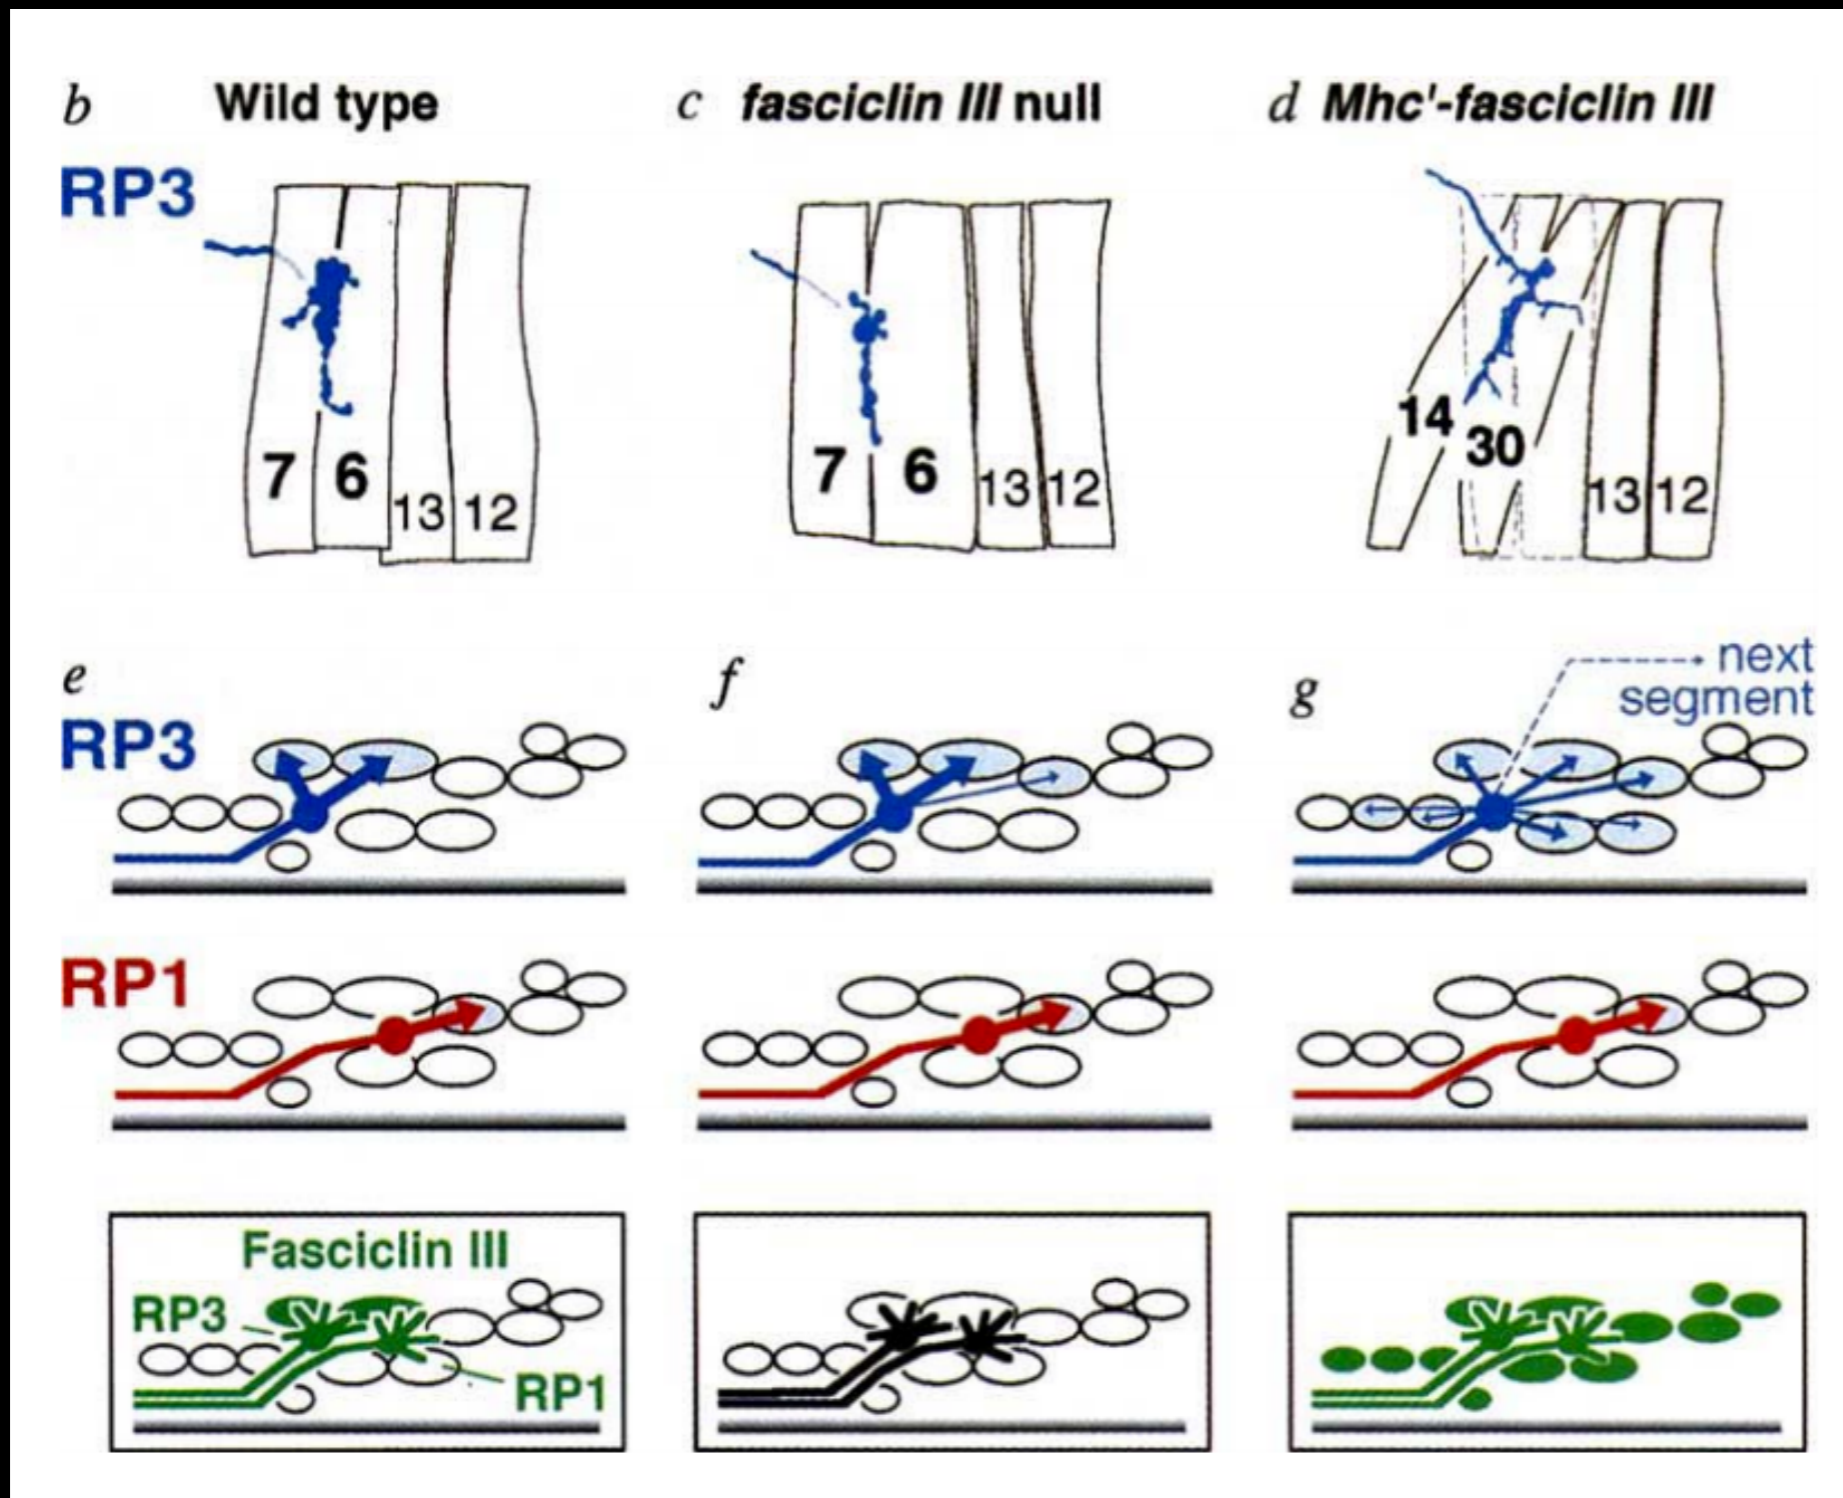 b Wild type
c fasciclin III null
d Mhc'-fasciclin III
RP3
7 6 13 12
7 6 13 12
14 30 13 12
e
f
g
next
segment
RP3
RP1
Fasciclin III
RP3
RP1